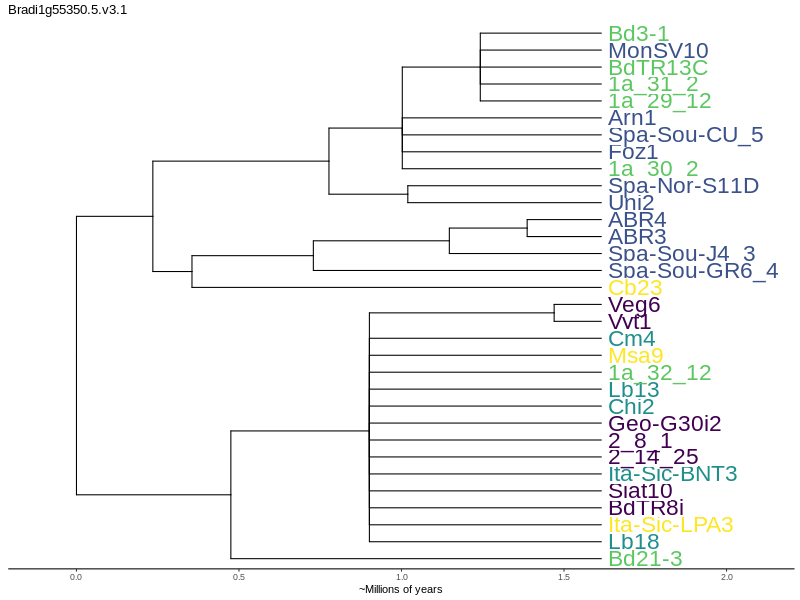 Bradi1g55350.5.v3.1
Bd3-1
MonSV10
BdTR13C
1a_31_2
1a_29_12
Arn1
Spa-Sou-CU_5
Foz1
1a_30_2
Spa-Nor-S11D
Uni2
ABR4
ABR3
Spa-Sou-J4_3
Spa-Sou-GR6_4
Cb23
Veg6
Vvt1
Cm4
Msa9
1a_32_12
Lb13
Chi2
Geo-G30i2
2_8_1
2_14_25
Ita-Sic-BNT3
Siat10
BdTR8i
Ita-Sic-LPA3
Lb18
Bd21-3
0.0 0.5 1.0 1.5 2.0
~Millions of years